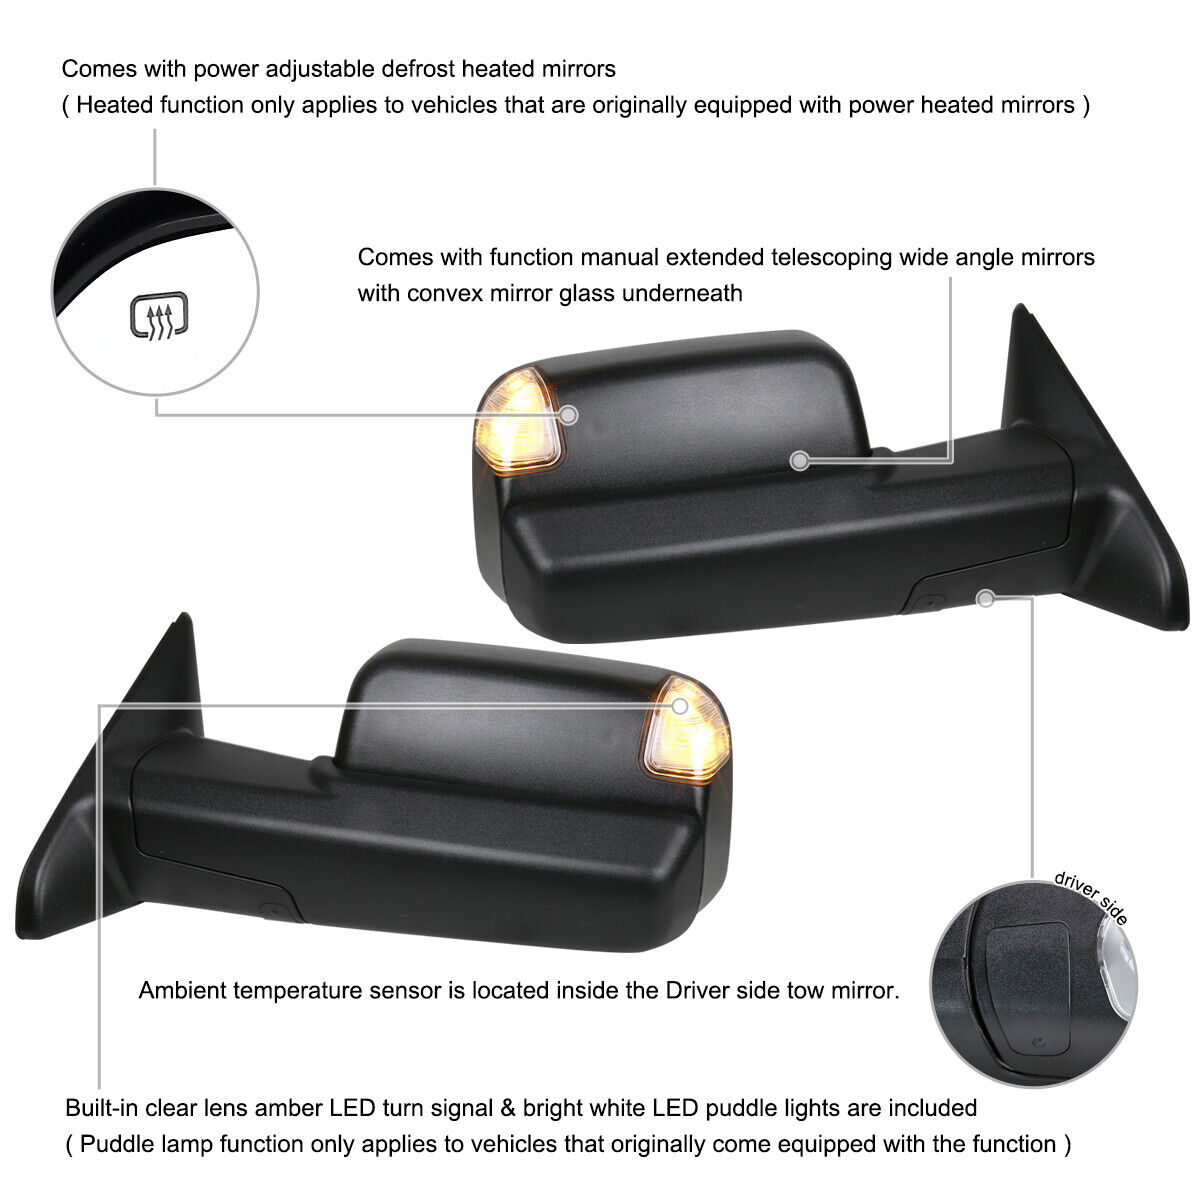 Comes with power adjustable defrost heated mirrors
( Heated function only applies to vehicles that are originally equipped with power heated mirrors )
Comes with function manual extended telescoping wide angle mirrors
with convex mirror glass underneath
driver side
Ambient temperature sensor is located inside the Driver side tow mirror.
Built-in clear lens amber LED turn signal & bright white LED puddle lights are included
( Puddle lamp function only applies to vehicles that originally come equipped with the function )